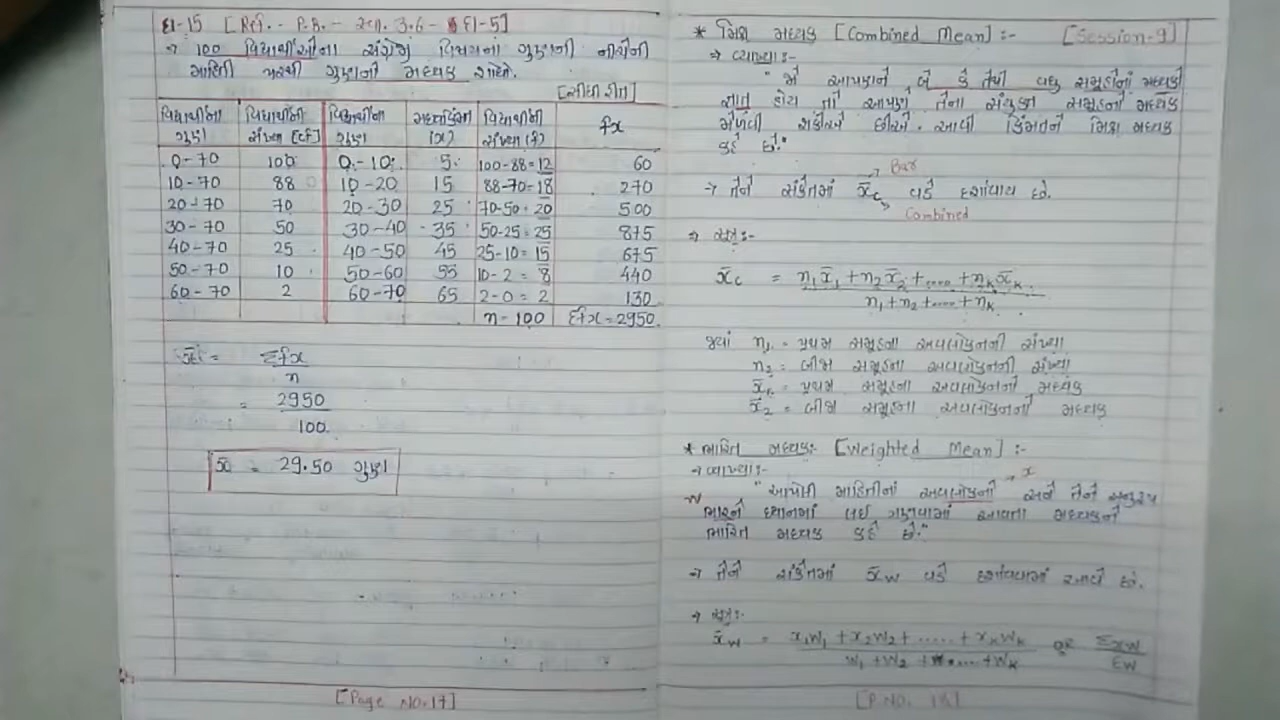 દા-15 [Ref. - P.B. - સ્વા. 3.6 - દા-5]
→ 100 વિદ્યાર્થીઓના અંગ્રેજી વિષયના ગુણની નીચેની
માહિતી પરથી ગુણનો મધ્યક શોધો.
[સીધી રીત]
વિદ્યાર્થીના ગુણ | વિદ્યાર્થીની સંખ્યા (cf) | વિદ્યાર્થીના ગુણ | મધ્યકિંમત (x) | વિદ્યાર્થીની સંખ્યા (f) | fx
0-70 | 100 | 0-10 | 5 | 100-88=12 | 60
10-70 | 88 | 10-20 | 15 | 88-70=18 | 270
20-70 | 70 | 20-30 | 25 | 70-50=20 | 500
30-70 | 50 | 30-40 | 35 | 50-25=25 | 875
40-70 | 25 | 40-50 | 45 | 25-10=15 | 675
50-70 | 10 | 50-60 | 55 | 10-2=8 | 440
60-70 | 2 | 60-70 | 65 | 2-0=2 | 130
n=100 | Σfx=2950
x̄ = Σfx / n
= 2950 / 100
x̄ = 29.50 ગુણ
[Page No.17]
* મિશ્ર મધ્યક [Combined Mean] :- [Session-9]
→ વ્યાખ્યા:-
"જો આપણને બે કે તેથી વધુ સમૂહોનાં મધ્યકો
જ્ઞાત હોય તો આપણે તેના સંયુક્ત સમૂહનો મધ્યક
મેળવી શકીએ છીએ. આવી કિંમતને મિશ્ર મધ્યક
કહે છે."
→ Bar
→ તેને સંકેતમાં x̄c વડે દર્શાવાય છે.
Combined
→ સૂત્ર:-
x̄c = n₁x̄₁ + n₂x̄₂ + .... + nₖx̄ₖ / n₁ + n₂ + .... + nₖ
જ્યાં n₁ = પ્રથમ સમૂહના અવલોકનની સંખ્યા
n₂ = બીજા સમૂહના અવલોકનની સંખ્યા
x̄₁ = પ્રથમ સમૂહના અવલોકનનો મધ્યક
x̄₂ = બીજા સમૂહના અવલોકનનો મધ્યક
* ભારિત મધ્યક [Weighted Mean] :-
→ વ્યાખ્યા:-
"આપેલી માહિતીનાં અવલોકનો → x અને તેને અનુરૂપ
w ભારને ધ્યાનમાં લઈ ગણવામાં આવતા મધ્યકને
ભારિત મધ્યક કહે છે."
→ તેને સંકેતમાં x̄w વડે દર્શાવવામાં આવે છે.
→ સૂત્ર:-
x̄w = x₁w₁ + x₂w₂ + ..... + xₖwₖ / w₁ + w₂ + ..... + wₖ OR Σxw / Σw
[P.NO. 18]